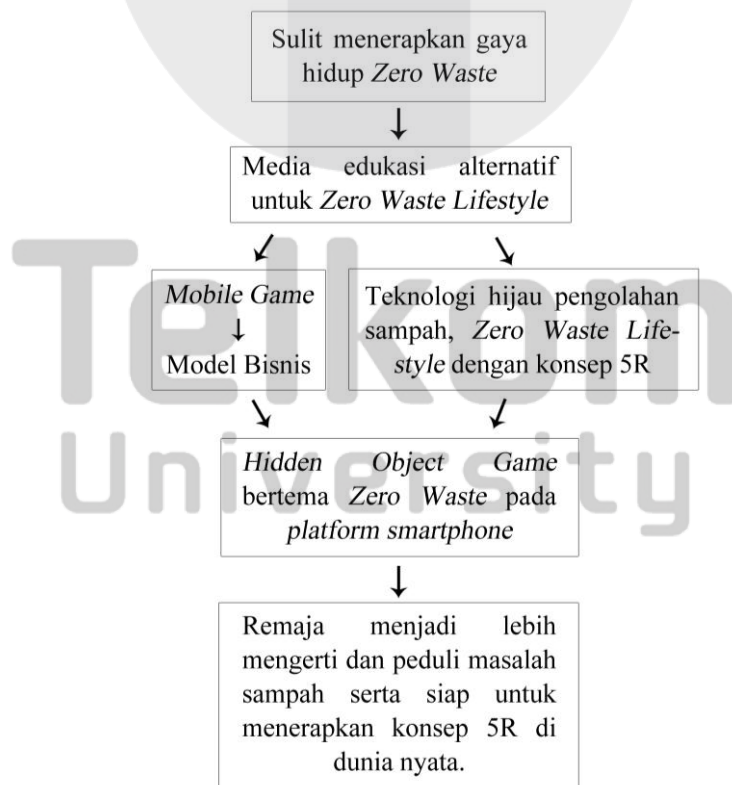 Sulit menerapkan gaya
hidup Zero Waste
↓
Media edukasi alternatif
untuk Zero Waste Lifestyle
↙ ↘
Mobile Game
↓
Model Bisnis
Teknologi hijau pengolahan
sampah, Zero Waste Life-
style dengan konsep 5R
↘ ↙
Hidden Object Game
bertema Zero Waste pada
platform smartphone
↓
Remaja menjadi lebih
mengerti dan peduli masalah
sampah serta siap untuk
menerapkan konsep 5R di
dunia nyata.
Telkom
University